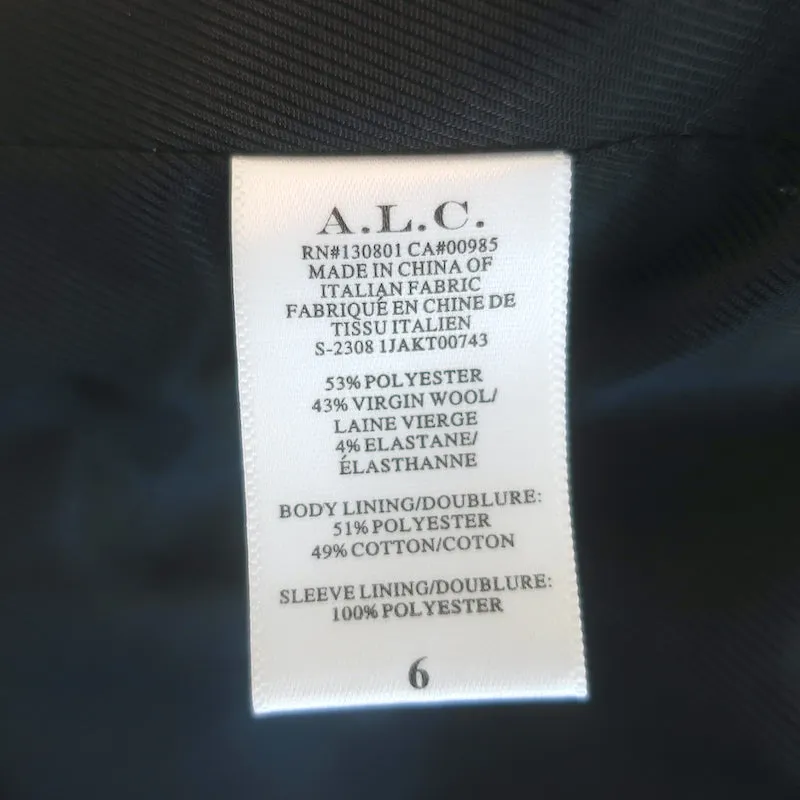 A.L.C.
RN#130801 CA#00985
MADE IN CHINA OF
ITALIAN FABRIC
FABRIQUÉ EN CHINE DE
TISSU ITALIEN
S-2308 1JAKT00743
53% POLYESTER
43% VIRGIN WOOL/
LAINE VIERGE
4% ELASTANE/
ÉLASTHANNE
BODY LINING/DOUBLURE:
51% POLYESTER
49% COTTON/COTON
SLEEVE LINING/DOUBLURE:
100% POLYESTER
6